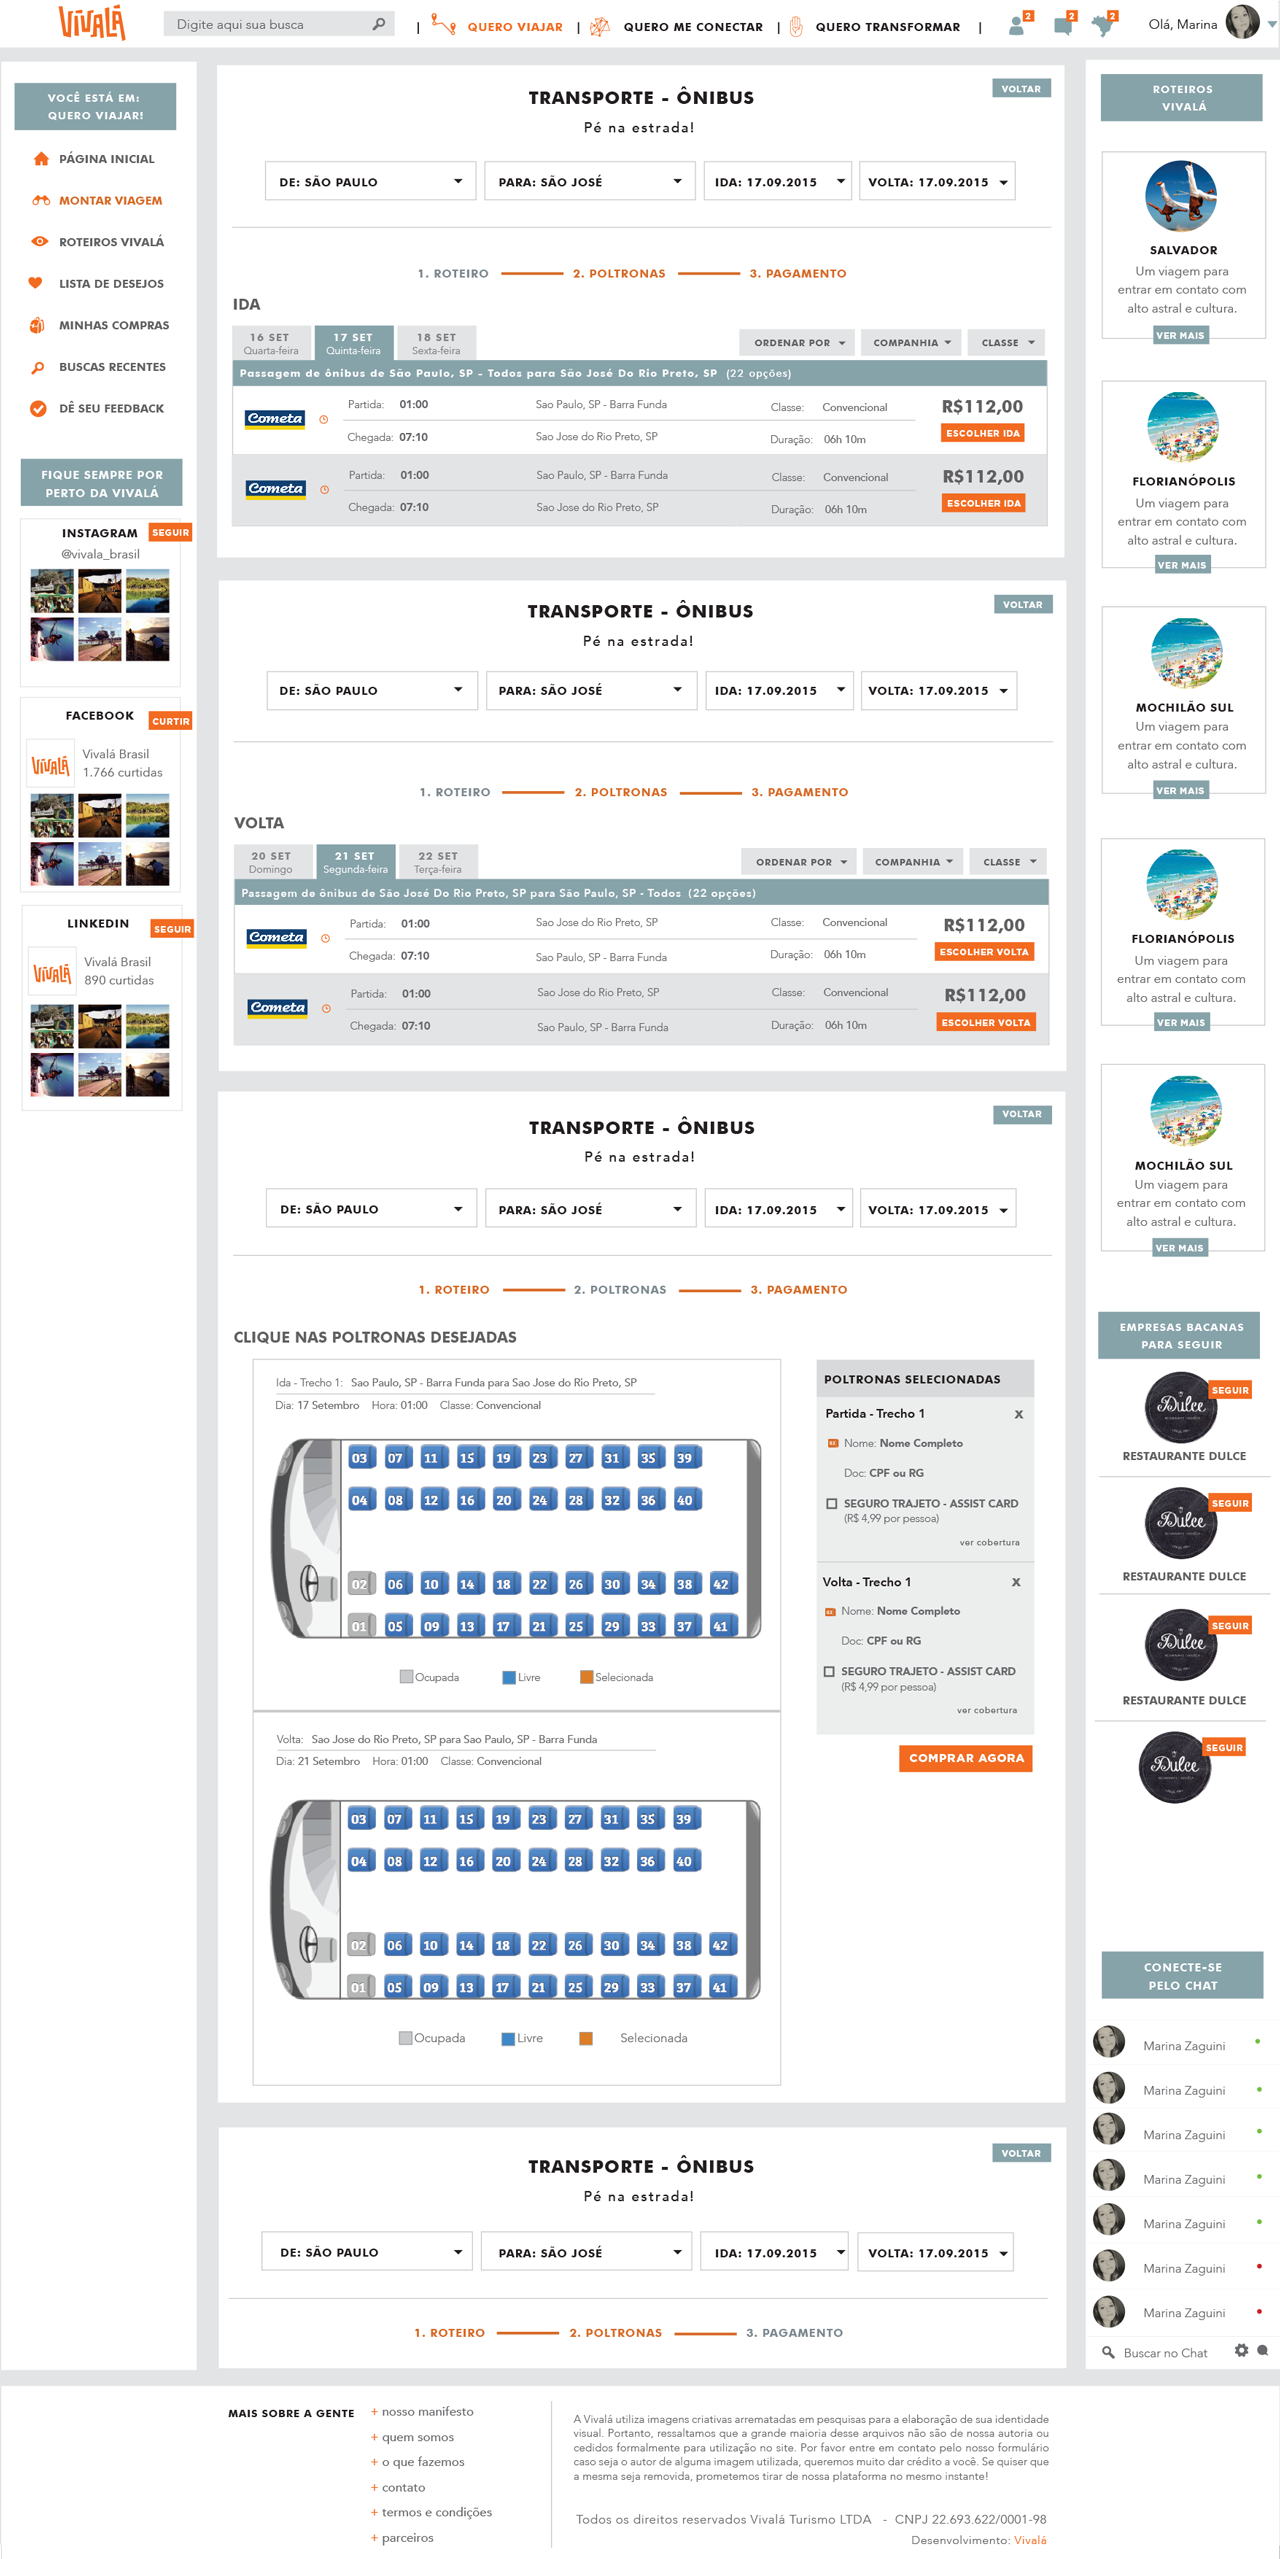 VIVALÁ
Digite aqui sua busca
| QUERO VIAJAR | QUERO ME CONECTAR | QUERO TRANSFORMAR |
2 2 2
Olá, Marina
VOCÊ ESTÁ EM:
QUERO VIAJAR!
PÁGINA INICIAL
MONTAR VIAGEM
ROTEIROS VIVALÁ
LISTA DE DESEJOS
MINHAS COMPRAS
BUSCAS RECENTES
DÊ SEU FEEDBACK
FIQUE SEMPRE POR
PERTO DA VIVALÁ
INSTAGRAM SEGUIR
@vivala_brasil
FACEBOOK CURTIR
VIVALÁ
Vivalá Brasil
1.766 curtidas
LINKEDIN SEGUIR
VIVALÁ
Vivalá Brasil
890 curtidas
TRANSPORTE - ÔNIBUS
VOLTAR
Pé na estrada!
DE: SÃO PAULO PARA: SÃO JOSÉ IDA: 17.09.2015 VOLTA: 17.09.2015
1. ROTEIRO 2. POLTRONAS 3. PAGAMENTO
IDA
16 SET 17 SET 18 SET
Quarta-feira Quinta-feira Sexta-feira
ORDENAR POR COMPANHIA CLASSE
Passagem de ônibus de São Paulo, SP - Todos para São José Do Rio Preto, SP (22 opções)
Cometa
Partida: 01:00 Sao Paulo, SP - Barra Funda Classe: Convencional R$112,00
Chegada: 07:10 Sao Jose do Rio Preto, SP Duração: 06h 10m ESCOLHER IDA
Cometa
Partida: 01:00 Sao Paulo, SP - Barra Funda Classe: Convencional R$112,00
Chegada: 07:10 Sao Jose do Rio Preto, SP Duração: 06h 10m ESCOLHER IDA
TRANSPORTE - ÔNIBUS
VOLTAR
Pé na estrada!
DE: SÃO PAULO PARA: SÃO JOSÉ IDA: 17.09.2015 VOLTA: 17.09.2015
1. ROTEIRO 2. POLTRONAS 3. PAGAMENTO
VOLTA
20 SET 21 SET 22 SET
Domingo Segunda-feira Terça-feira
ORDENAR POR COMPANHIA CLASSE
Passagem de ônibus de São José Do Rio Preto, SP para São Paulo, SP - Todos (22 opções)
Cometa
Partida: 01:00 Sao Jose do Rio Preto, SP Classe: Convencional R$112,00
Chegada: 07:10 Sao Paulo, SP - Barra Funda Duração: 06h 10m ESCOLHER VOLTA
Cometa
Partida: 01:00 Sao Jose do Rio Preto, SP Classe: Convencional R$112,00
Chegada: 07:10 Sao Paulo, SP - Barra Funda Duração: 06h 10m ESCOLHER VOLTA
TRANSPORTE - ÔNIBUS
VOLTAR
Pé na estrada!
DE: SÃO PAULO PARA: SÃO JOSÉ IDA: 17.09.2015 VOLTA: 17.09.2015
1. ROTEIRO 2. POLTRONAS 3. PAGAMENTO
CLIQUE NAS POLTRONAS DESEJADAS
Ida - Trecho 1: Sao Paulo, SP - Barra Funda para Sao Jose do Rio Preto, SP
Dia: 17 Setembro Hora: 01:00 Classe: Convencional
03 07 11 15 19 23 27 31 35 39
04 08 12 16 20 24 28 32 36 40
02 06 10 14 18 22 26 30 34 38 42
01 05 09 13 17 21 25 29 33 37 41
Ocupada Livre Selecionada
Volta: Sao Jose do Rio Preto, SP para Sao Paulo, SP - Barra Funda
Dia: 21 Setembro Hora: 01:00 Classe: Convencional
03 07 11 15 19 23 27 31 35 39
04 08 12 16 20 24 28 32 36 40
02 06 10 14 18 22 26 30 34 38 42
01 05 09 13 17 21 25 29 33 37 41
Ocupada Livre Selecionada
POLTRONAS SELECIONADAS
Partida - Trecho 1 X
Nome: Nome Completo
Doc: CPF ou RG
SEGURO TRAJETO - ASSIST CARD
(R$ 4,99 por pessoa)
ver cobertura
Volta - Trecho 1 X
Nome: Nome Completo
Doc: CPF ou RG
SEGURO TRAJETO - ASSIST CARD
(R$ 4,99 por pessoa)
ver cobertura
COMPRAR AGORA
TRANSPORTE - ÔNIBUS
VOLTAR
Pé na estrada!
DE: SÃO PAULO PARA: SÃO JOSÉ IDA: 17.09.2015 VOLTA: 17.09.2015
1. ROTEIRO 2. POLTRONAS 3. PAGAMENTO
ROTEIROS
VIVALÁ
SALVADOR
Um viagem para
entrar em contato com
alto astral e cultura.
VER MAIS
FLORIANÓPOLIS
Um viagem para
entrar em contato com
alto astral e cultura.
VER MAIS
MOCHILÃO SUL
Um viagem para
entrar em contato com
alto astral e cultura.
VER MAIS
FLORIANÓPOLIS
Um viagem para
entrar em contato com
alto astral e cultura.
VER MAIS
MOCHILÃO SUL
Um viagem para
entrar em contato com
alto astral e cultura.
VER MAIS
EMPRESAS BACANAS
PARA SEGUIR
SEGUIR
Dulce
RESTAURANTE DULCE
SEGUIR
Dulce
RESTAURANTE DULCE
SEGUIR
Dulce
RESTAURANTE DULCE
SEGUIR
Dulce
CONECTE-SE
PELO CHAT
Marina Zaguini
Marina Zaguini
Marina Zaguini
Marina Zaguini
Marina Zaguini
Marina Zaguini
Marina Zaguini
Buscar no Chat
MAIS SOBRE A GENTE
+ nosso manifesto
+ quem somos
+ o que fazemos
+ contato
+ termos e condições
+ parceiros
A Vivalá utiliza imagens criativas arrematadas em pesquisas para a elaboração de sua identidade
visual. Portanto, ressaltamos que a grande maioria desse arquivos não são de nossa autoria ou
cedidos formalmente para utilização no site. Por favor entre em contato pelo nosso formulário
caso seja o autor de alguma imagem utilizada, queremos muito dar crédito a você. Se quiser que
a mesma seja removida, prometemos tirar de nossa plataforma no mesmo instante!
Todos os direitos reservados Vivalá Turismo LTDA - CNPJ 22.693.622/0001-98
Desenvolvimento: Vivalá